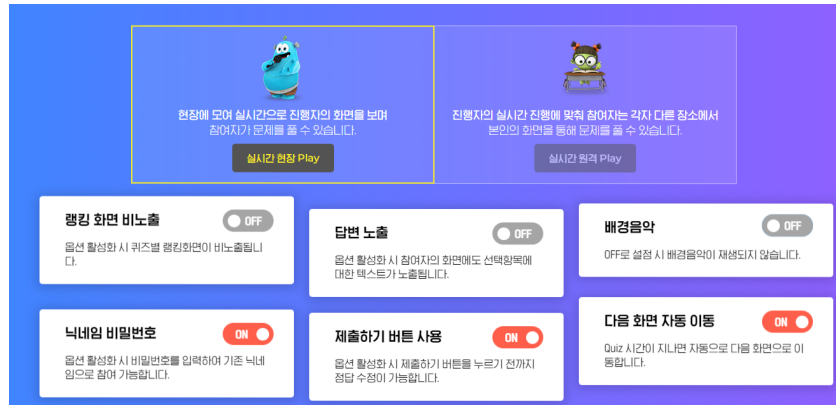 현장에 모여 실시간으로 진행자의 화면을 보며
참여자가 문제를 풀 수 있습니다.
실시간 현장 Play
진행자의 실시간 진행에 맞춰 참여자는 각자 다른 장소에서
본인의 화면을 통해 문제를 풀 수 있습니다.
실시간 원격 Play
랭킹 화면 비노출
OFF
옵션 활성화 시 퀴즈별 랭킹화면이 비노출됩니
다.
답변 노출
OFF
옵션 활성화 시 참여자의 화면에도 선택항목에
대한 텍스트가 노출됩니다.
배경음악
OFF
OFF로 설정 시 배경음악이 재생되지 않습니다.
닉네임 비밀번호
ON
옵션 활성화 시 비밀번호를 입력하여 기존 닉네
임으로 참여 가능합니다.
제출하기 버튼 사용
ON
옵션 활성화 시 제출하기 버튼을 누르기 전까지
정답 수정이 가능합니다.
다음 화면 자동 이동
ON
Quiz 시간이 지나면 자동으로 다음 화면으로 이
동합니다.